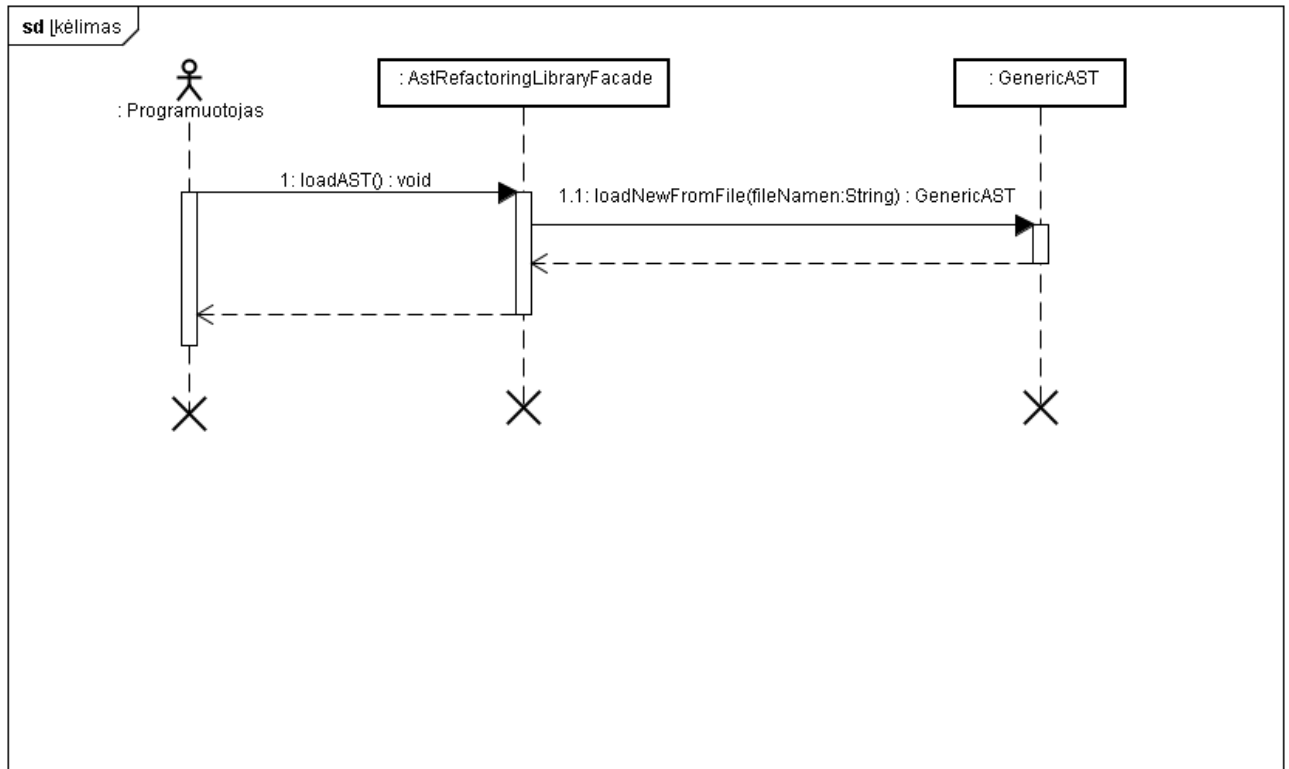 sd Įkėlimas
: Programuotojas
: AstRefactoringLibraryFacade
: GenericAST
1: loadAST() : void
1.1: loadNewFromFile(fileNamen:String) : GenericAST